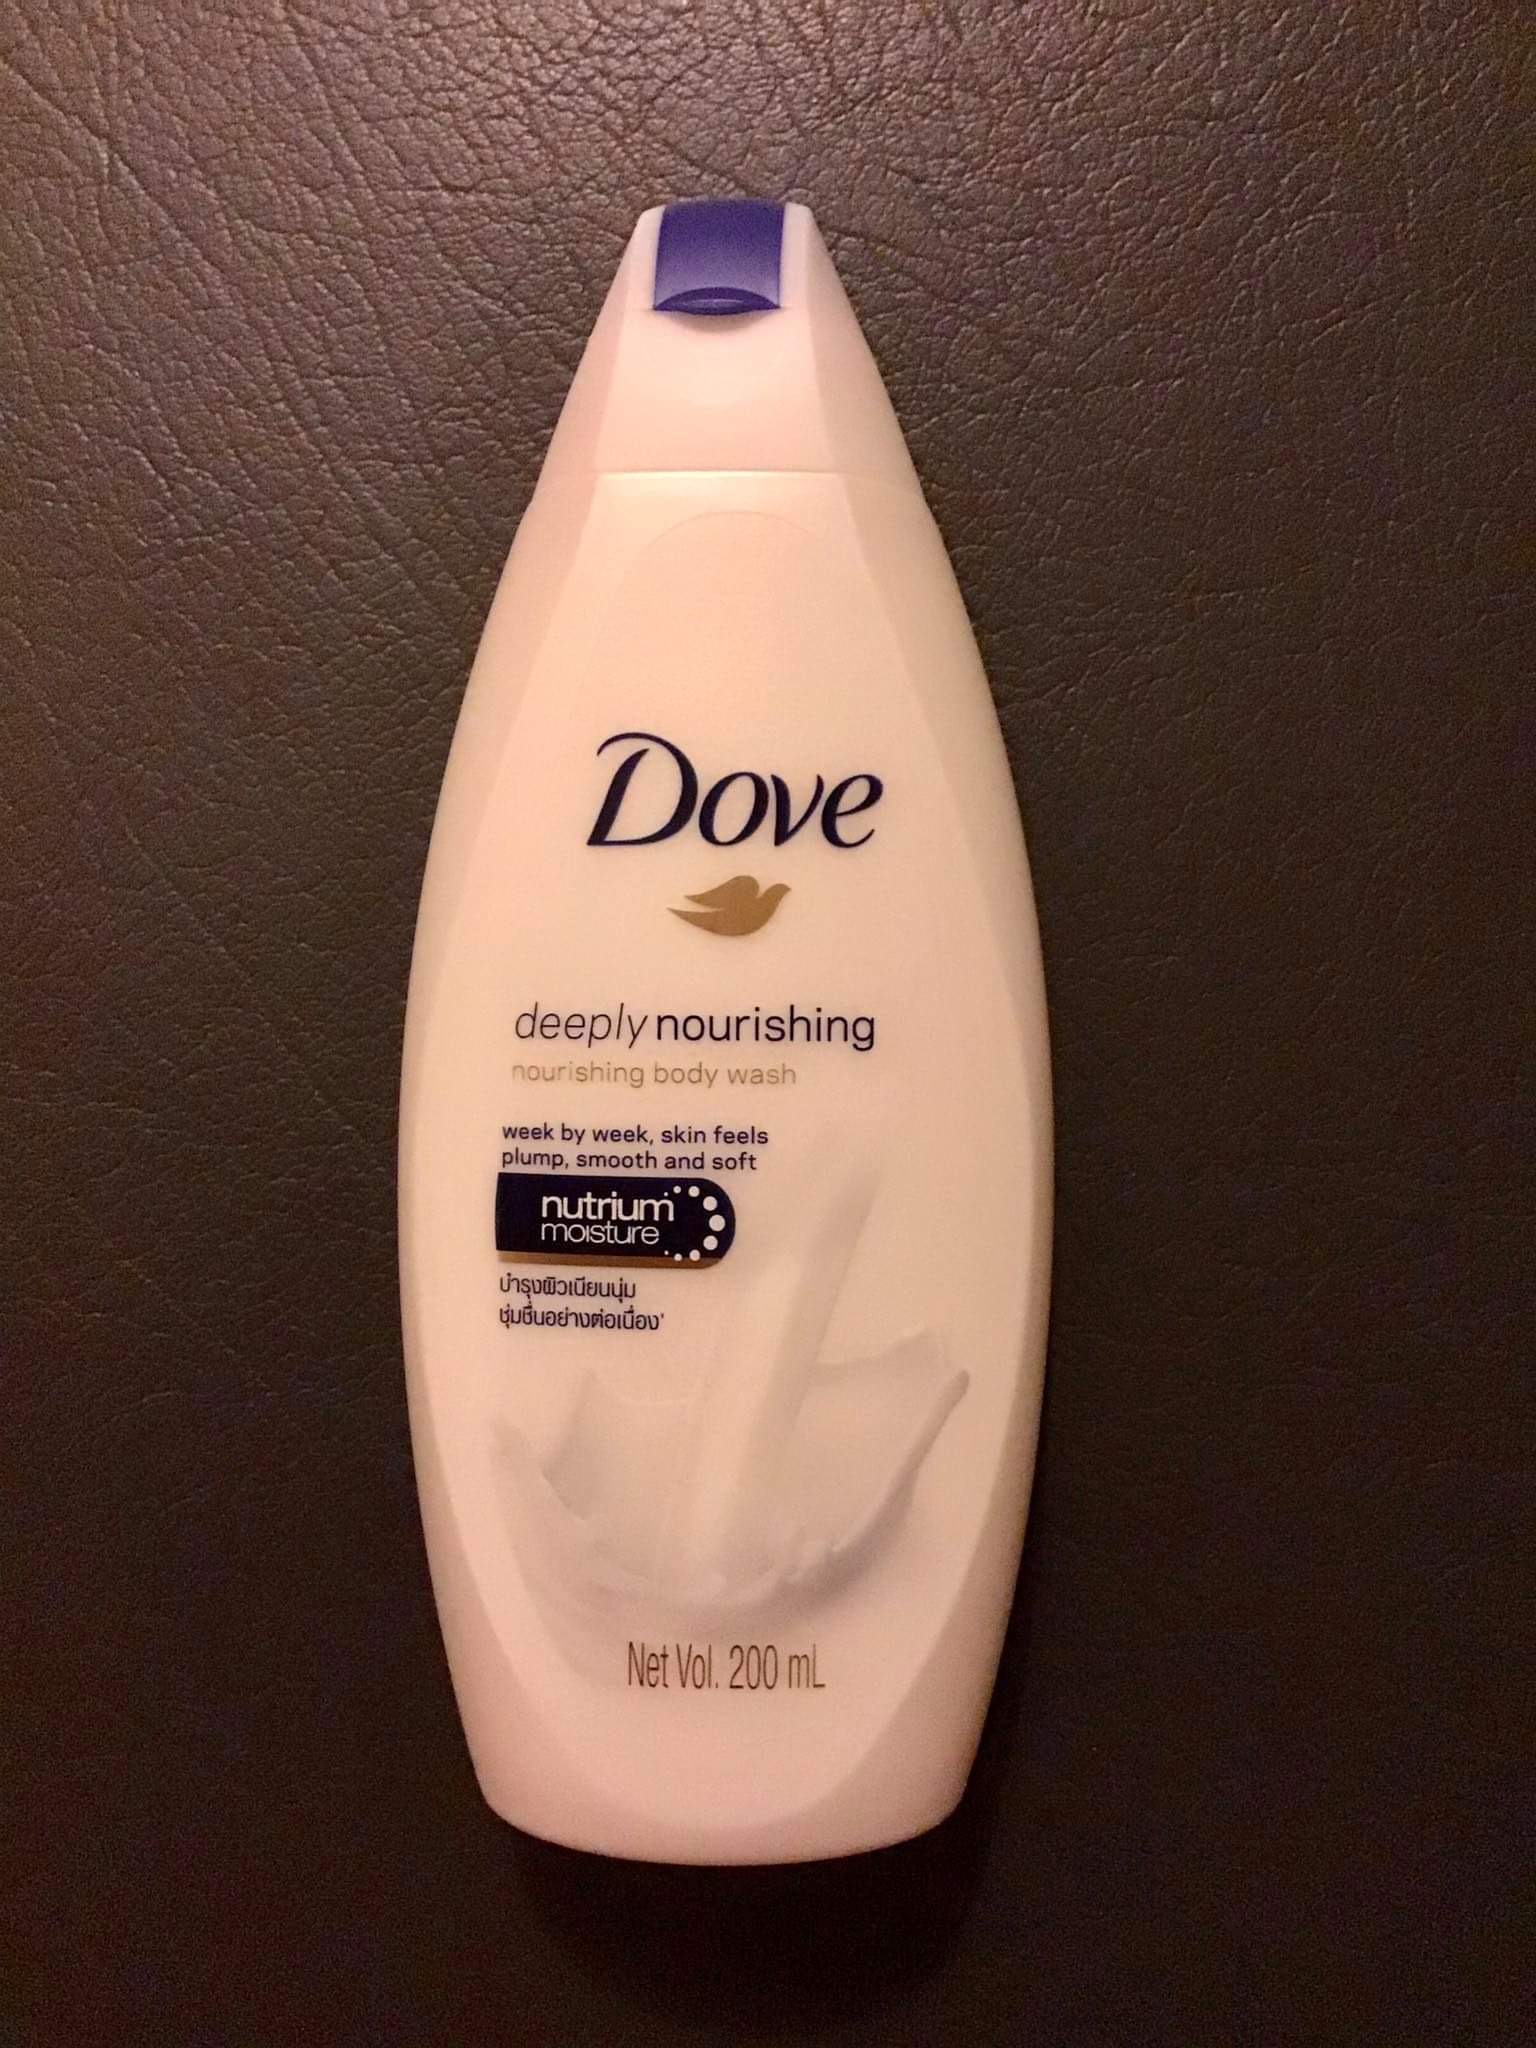 Dove
deeply nourishing
nourishing body wash
week by week, skin feels
plump, smooth and soft
nutrium
moisture
บำรุงผิวเนียนนุ่ม
ชุ่มชื่นอย่างต่อเนื่อง*
Net Vol. 200 mL